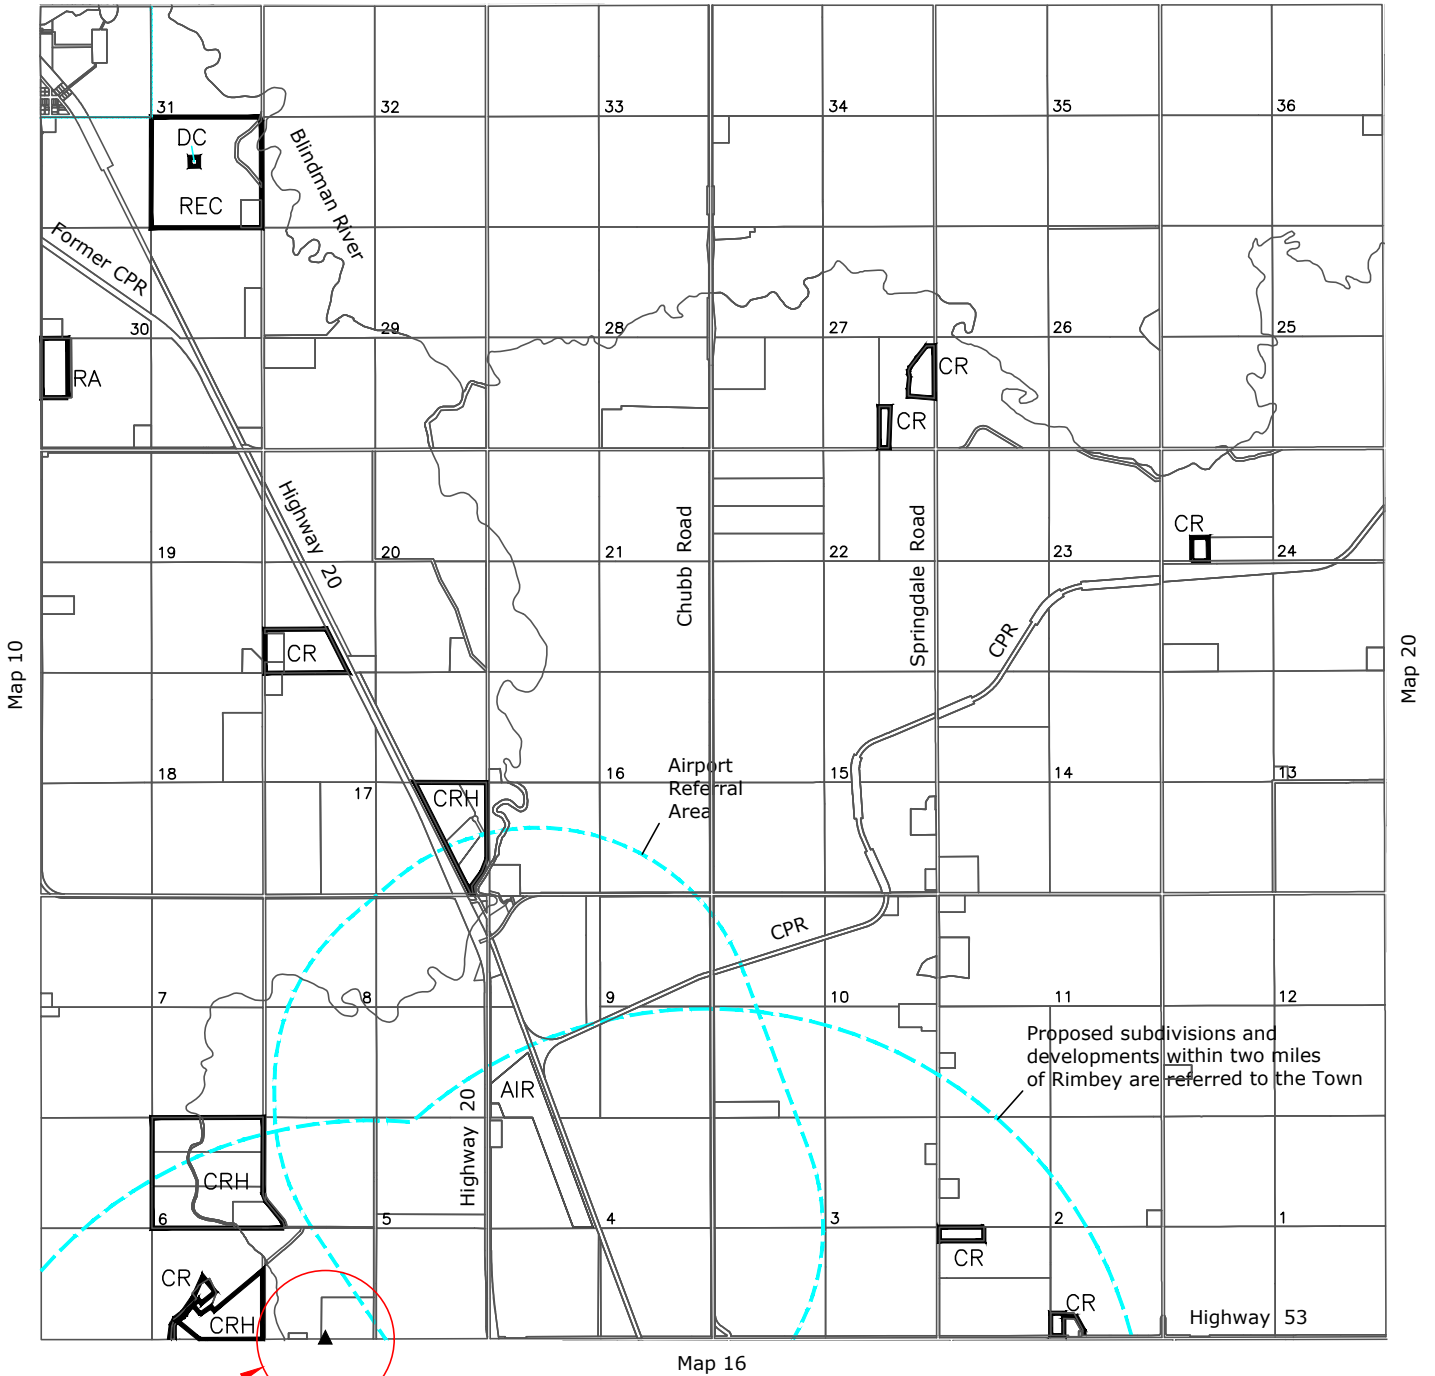 31
32
33
34
35
36
DC
REC
Blindman River
Former CPR
30
29
28
27
26
25
RA
CR
CR
Highway 20
Chubb Road
Springdale Road
CR
19
20
21
22
23
24
CPR
CR
Map 10
Map 20
18
17
16
15
14
13
Airport
Referral
Area
CRH
CPR
7
8
9
10
11
12
Proposed subdivisions and
developments within two miles
of Rimbey are referred to the Town
AIR
Highway 20
CRH
6
5
4
3
2
1
CR
CR
CRH
CR
Highway 53
Map 16